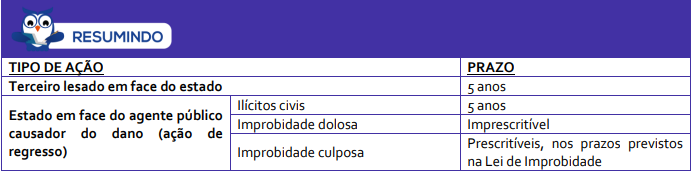 RESUMINDO
TIPO DE AÇÃO PRAZO
Terceiro lesado em face do estado 5 anos
Estado em face do agente público
causador do dano (ação de
regresso)
Ilícitos civis 5 anos
Improbidade dolosa Imprescritível
Improbidade culposa Prescritíveis, nos prazos previstos
na Lei de Improbidade